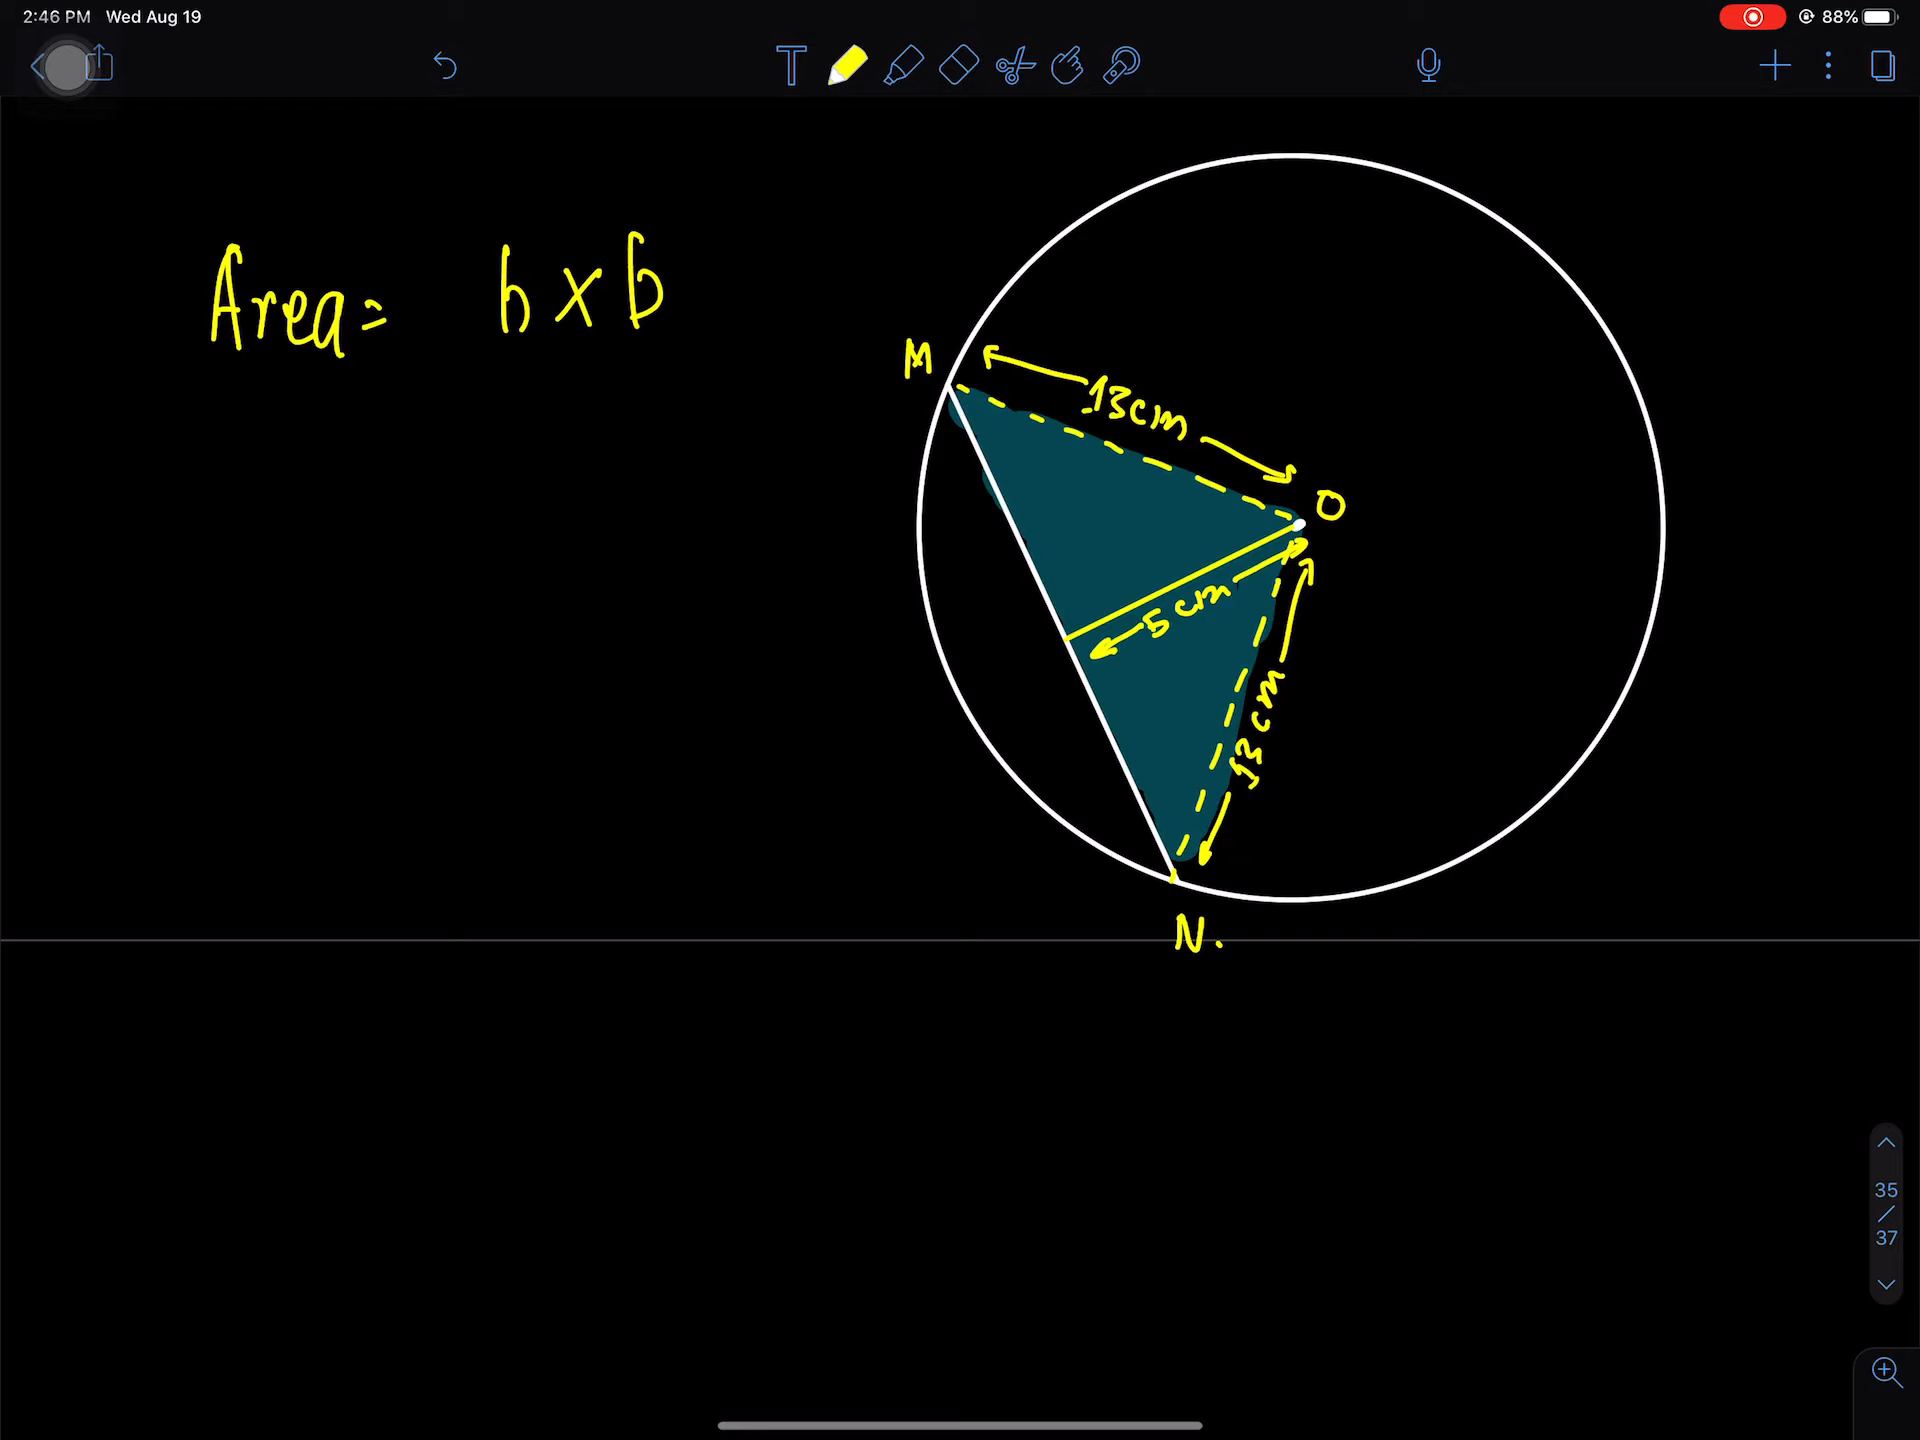 2:46 PM Wed Aug 19
88%
T
Area = h x b
M
13cm
O
5 cm
13 cm
N.
35
/
37